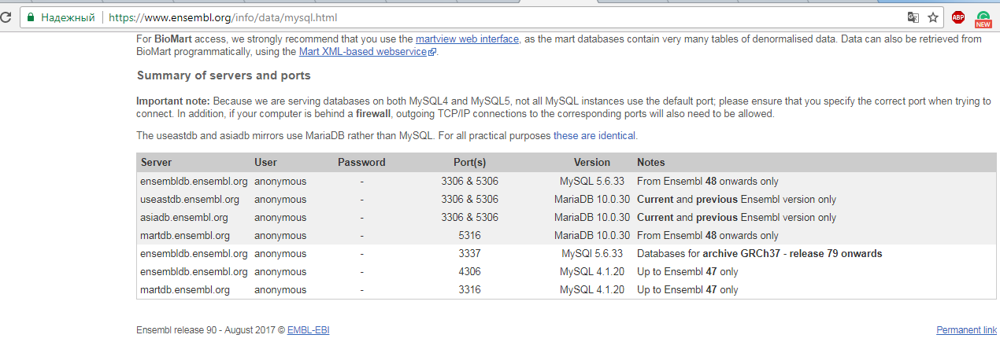 Надежный https://www.ensembl.org/info/data/mysql.html ABP NEW
For BioMart access, we strongly recommend that you use the martview web interface, as the mart databases contain very many tables of denormalised data. Data can also be retrieved from
BioMart programmatically, using the Mart XML-based webservice.
Summary of servers and ports
Important note: Because we are serving databases on both MySQL4 and MySQL5, not all MySQL instances use the default port; please ensure that you specify the correct port when trying to
connect. In addition, if your computer is behind a firewall, outgoing TCP/IP connections to the corresponding ports will also need to be allowed.
The useastdb and asiadb mirrors use MariaDB rather than MySQL. For all practical purposes these are identical.
Server User Password Port(s) Version Notes
ensembldb.ensembl.org anonymous - 3306 & 5306 MySQL 5.6.33 From Ensembl 48 onwards only
useastdb.ensembl.org anonymous - 3306 & 5306 MariaDB 10.0.30 Current and previous Ensembl version only
asiadb.ensembl.org anonymous - 3306 & 5306 MariaDB 10.0.30 Current and previous Ensembl version only
martdb.ensembl.org anonymous - 5316 MariaDB 10.0.30 From Ensembl 48 onwards only
ensembldb.ensembl.org anonymous - 3337 MySQl 5.6.33 Databases for archive GRCh37 - release 79 onwards
ensembldb.ensembl.org anonymous - 4306 MySQL 4.1.20 Up to Ensembl 47 only
martdb.ensembl.org anonymous - 3316 MySQL 4.1.20 Up to Ensembl 47 only
Ensembl release 90 - August 2017 © EMBL-EBI Permanent link